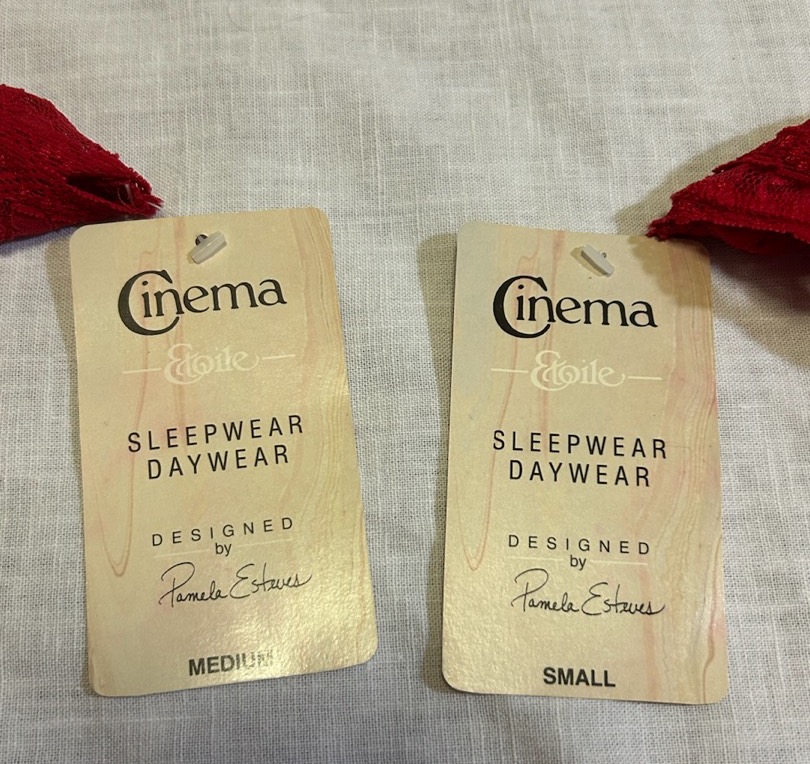 Cinema
Etoile
SLEEPWEAR
DAYWEAR
DESIGNED
by
Pamela Esteves
MEDIUM
Cinema
Etoile
SLEEPWEAR
DAYWEAR
DESIGNED
by
Pamela Esteves
SMALL